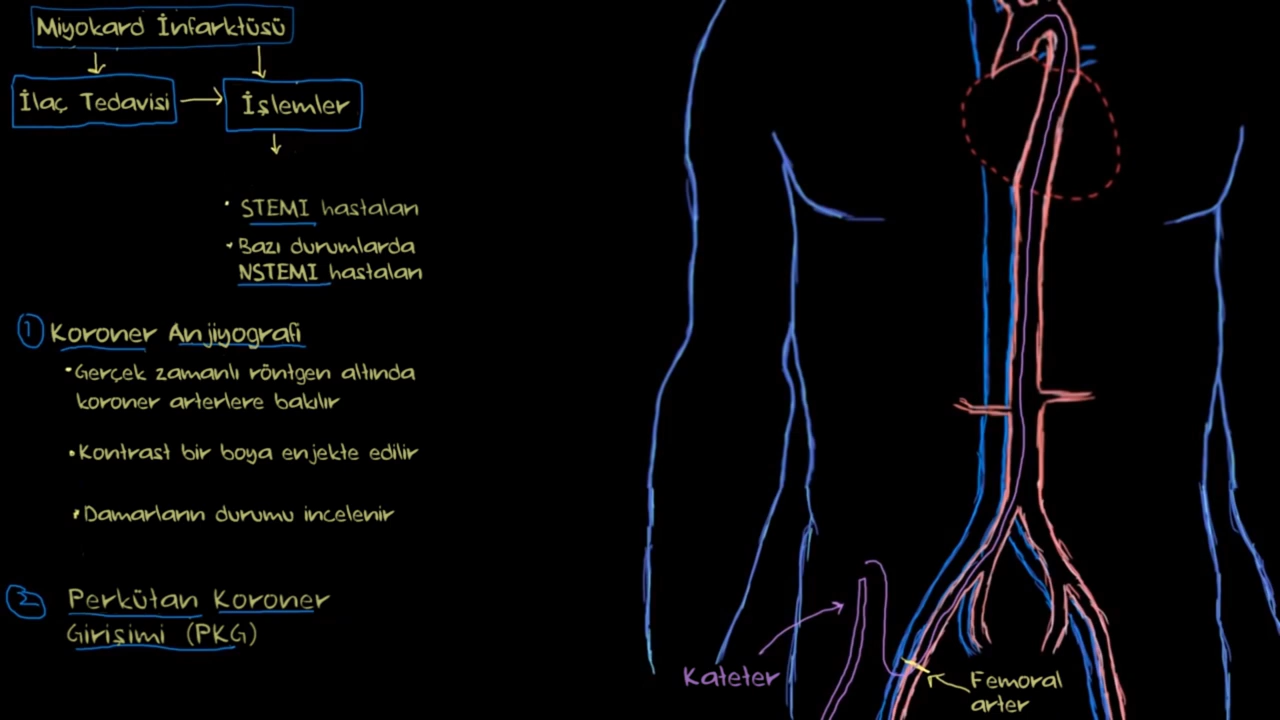 Miyokard İnfarktüsü
İlaç Tedavisi
İşlemler
• STEMI hastaları
• Bazı durumlarda
NSTEMI hastaları
1 Koroner Anjiyografi
• Gerçek zamanlı röntgen altında
koroner arterlere bakılır
• Kontrast bir boya enjekte edilir
• Damarların durumu incelenir
2 Perkütan Koroner
Girişimi (PKG)
Kateter
Femoral
arter